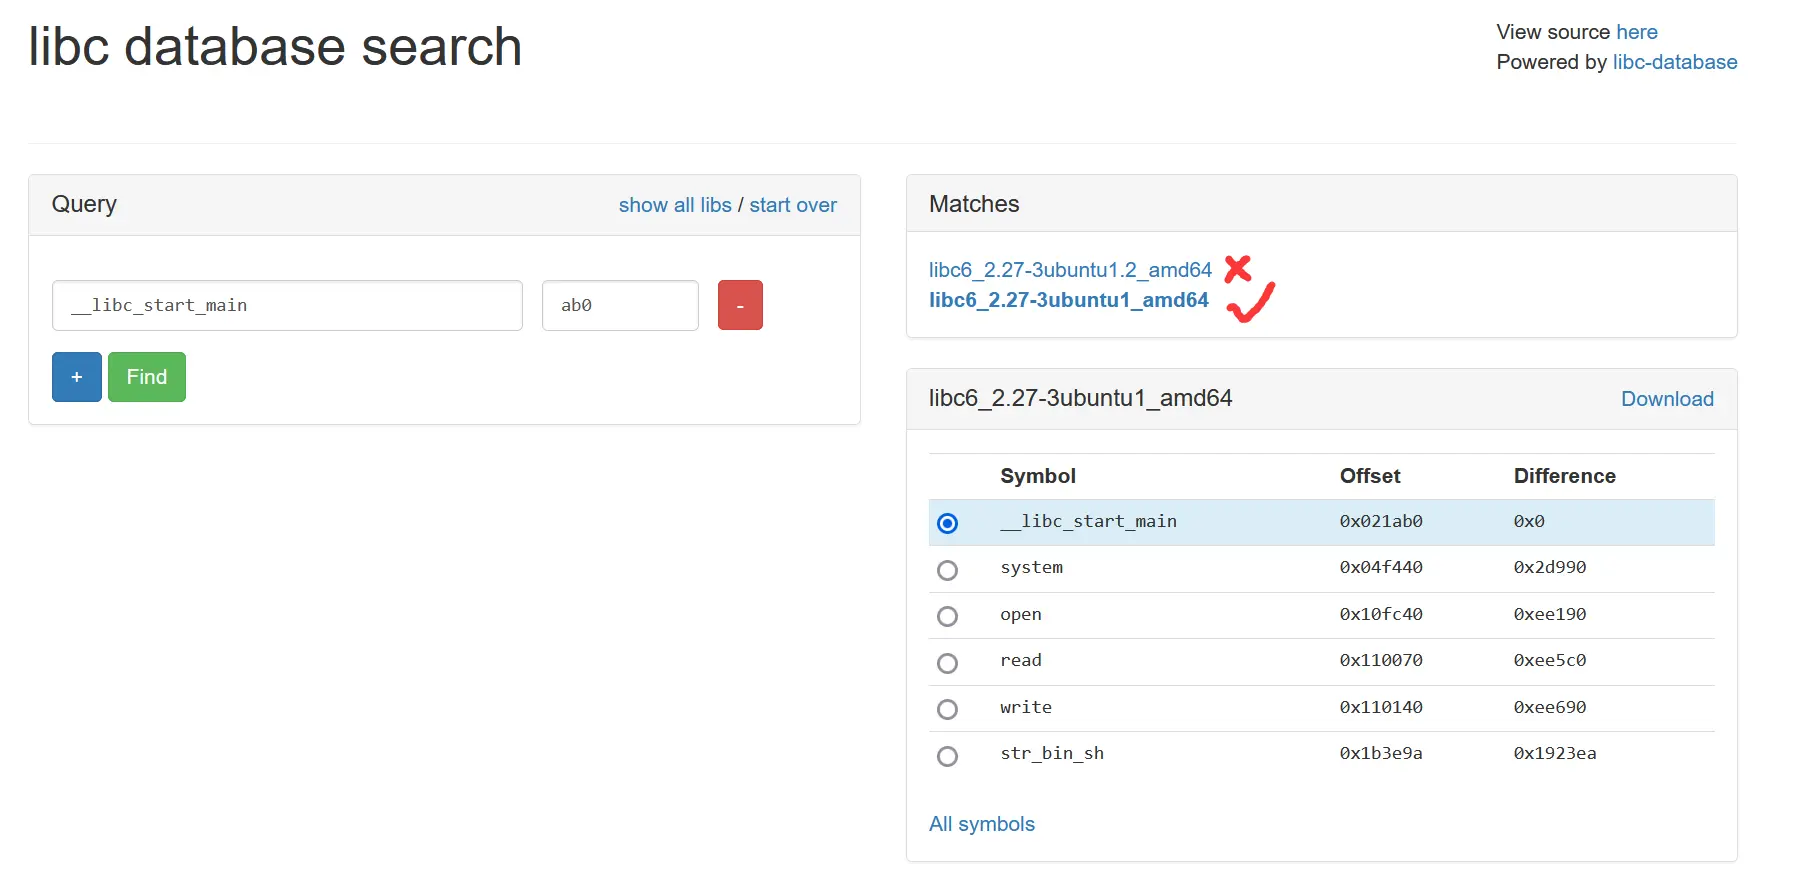 libc database search
View source here
Powered by libc-database
Query
show all libs / start over
__libc_start_main
ab0
-
+
Find
Matches
libc6_2.27-3ubuntu1.2_amd64
libc6_2.27-3ubuntu1_amd64
libc6_2.27-3ubuntu1_amd64
Download
Symbol Offset Difference
__libc_start_main 0x021ab0 0x0
system 0x04f440 0x2d990
open 0x10fc40 0xee190
read 0x110070 0xee5c0
write 0x110140 0xee690
str_bin_sh 0x1b3e9a 0x1923ea
All symbols